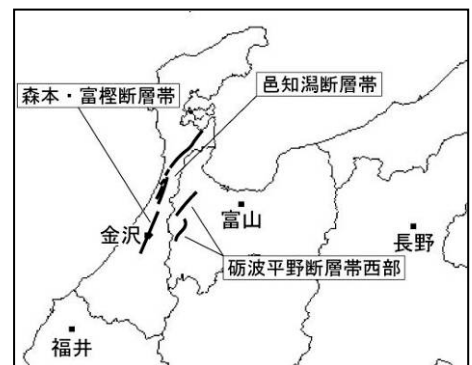 森本・富樫断層帯
邑知潟断層帯
金沢
富山
長野
砺波平野断層帯西部
福井